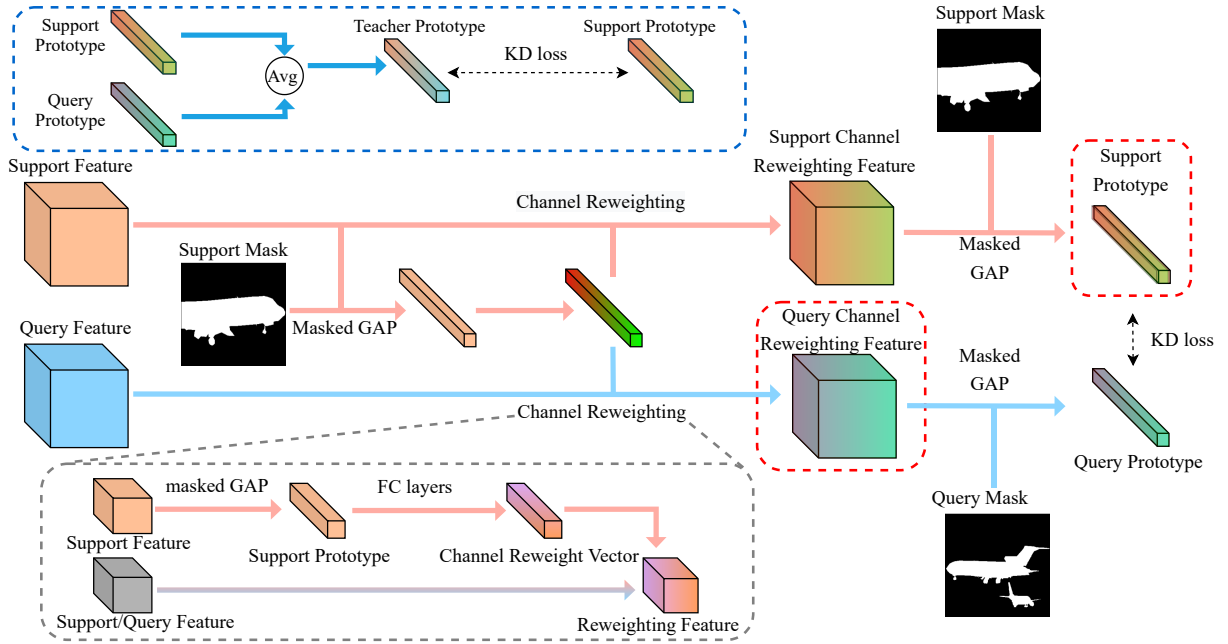 Support
Prototype
Query
Prototype
Avg
Teacher Prototype
KD loss
Support Prototype
Support Mask
Support Feature
Support Channel
Reweighting Feature
Support
Prototype
Channel Reweighting
Masked
GAP
Support Mask
Masked GAP
Query Feature
Query Channel
Reweighting Feature
Masked
GAP
KD loss
Channel Reweighting
Query Prototype
Query Mask
masked GAP
FC layers
Support Feature
Support Prototype
Channel Reweight Vector
Support/Query Feature
Reweighting Feature